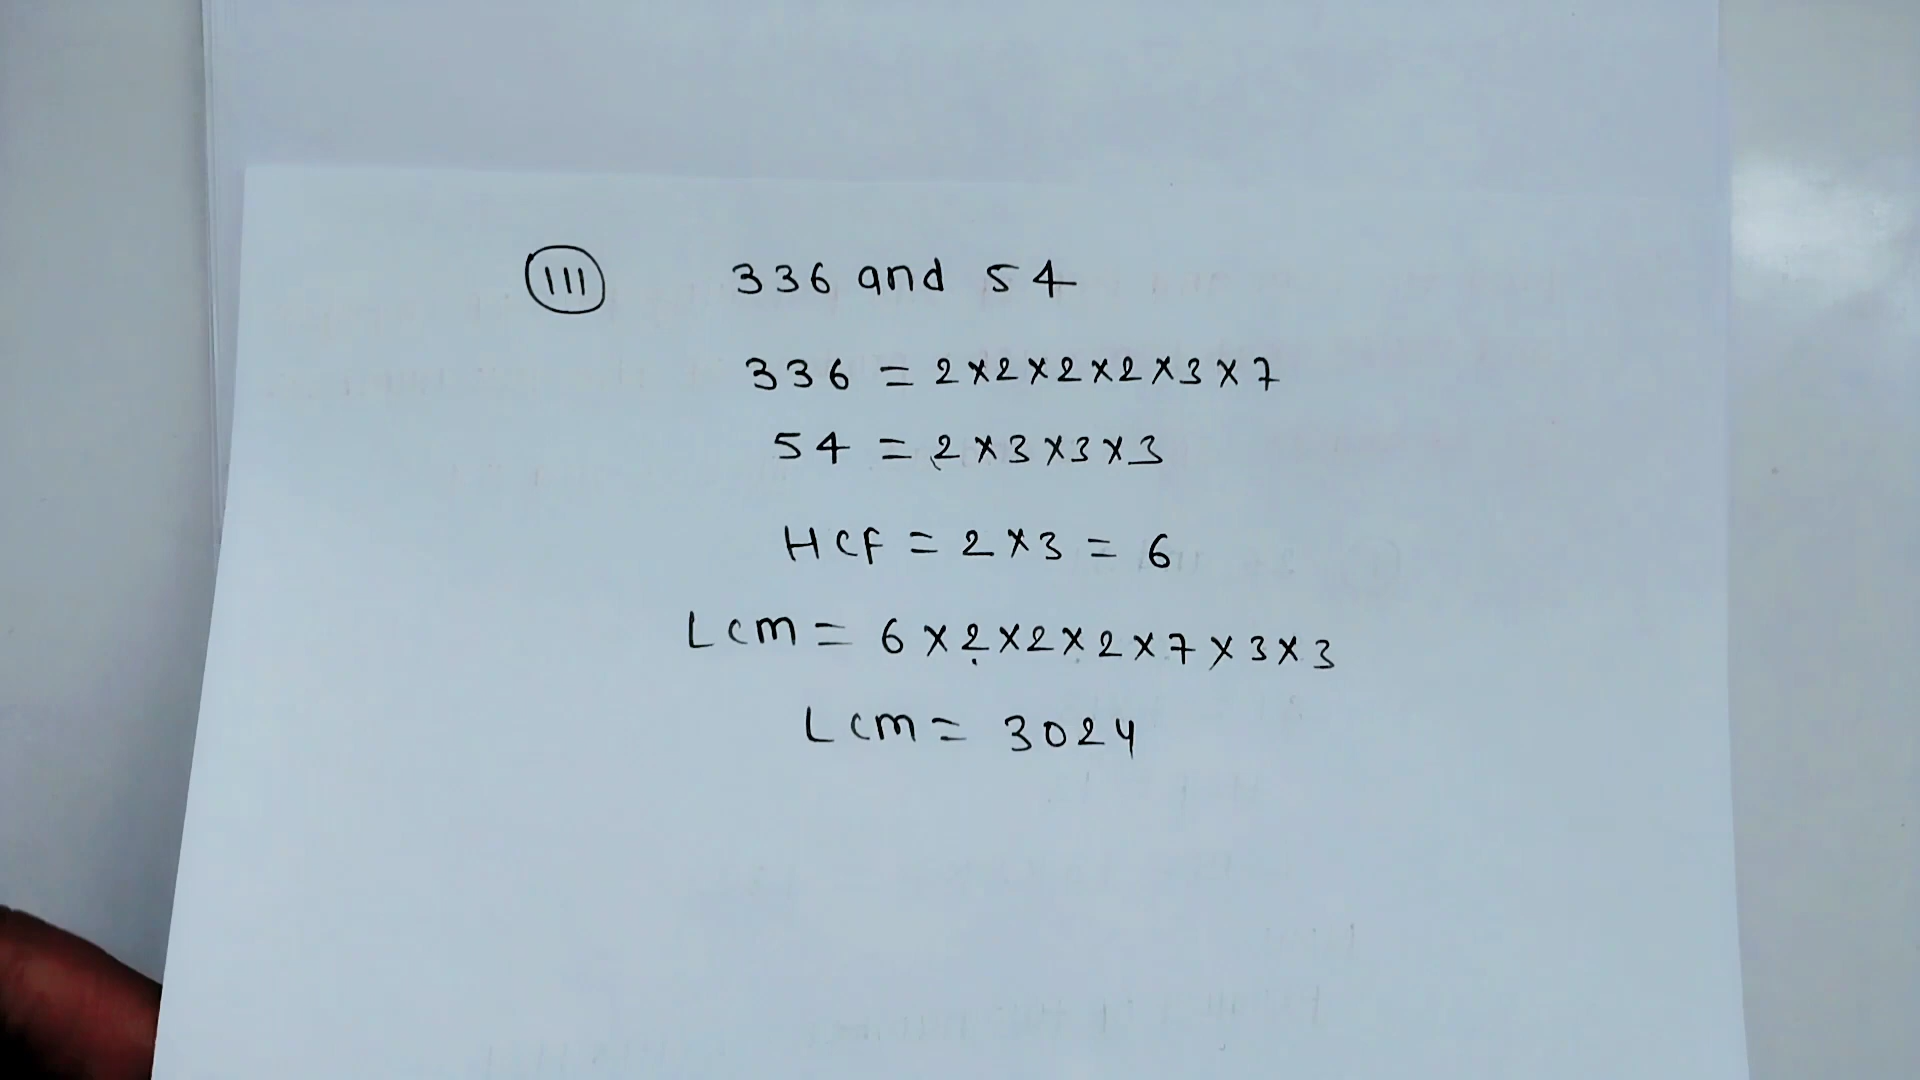 (III) 336 and 54
336 = 2×2×2×2×3×7
54 = 2×3×3×3
HCF = 2×3 = 6
Lcm = 6×2×2×2×7×3×3
Lcm = 3024